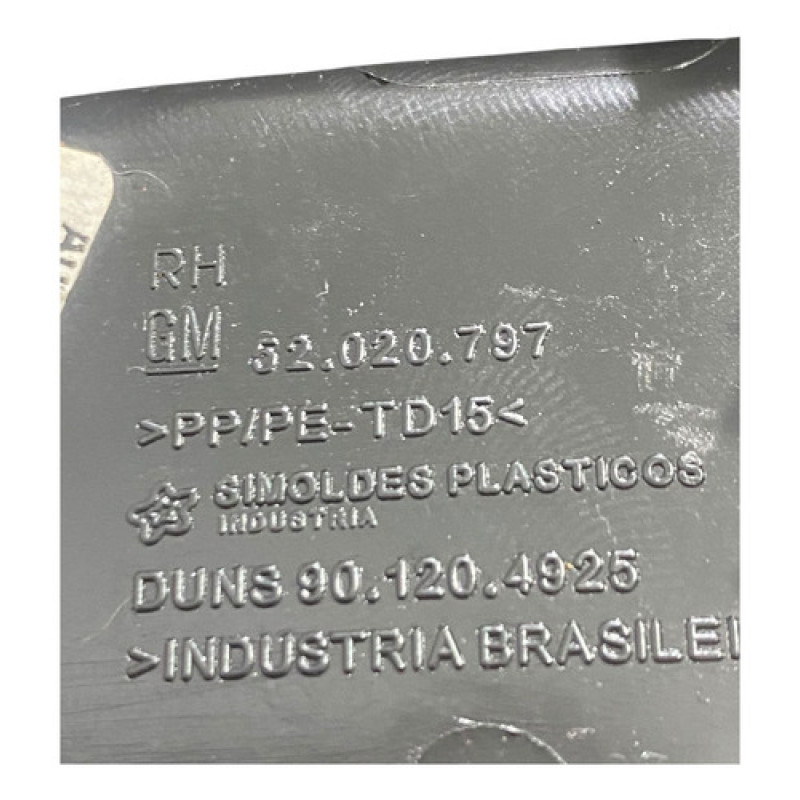 RH
GM 52.020.797
>PP/PE-TD15<
SIMOLDES PLASTICOS
INDUSTRIA
DUNS 90.120.4925
>INDUSTRIA BRASILEI